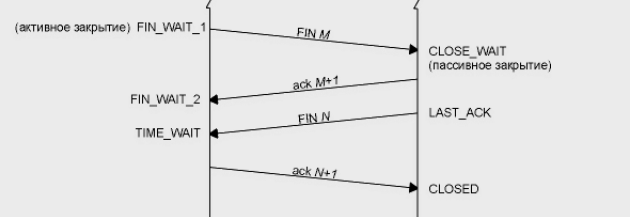 (активное закрытие) FIN_WAIT_1
FIN M
CLOSE_WAIT
(пассивное закрытие)
ack M+1
FIN_WAIT_2
FIN N
LAST_ACK
TIME_WAIT
ack N+1
CLOSED